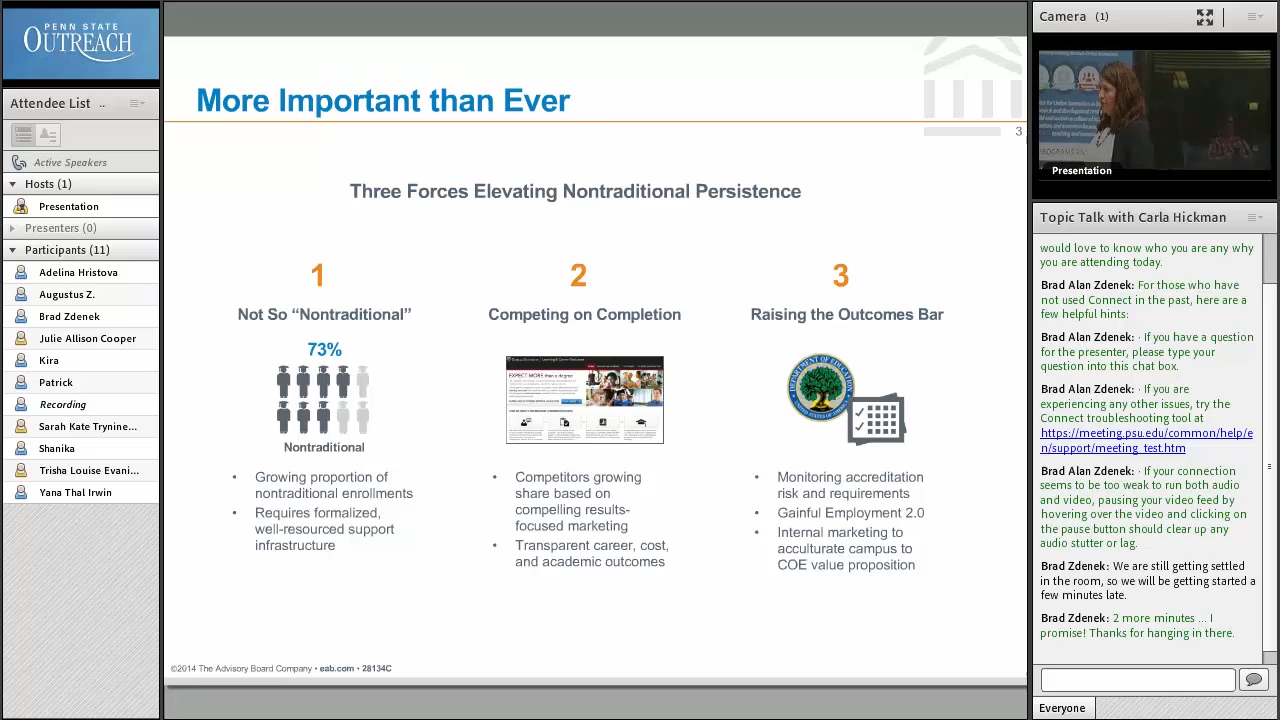 PENN STATE
OUTREACH
Attendee List ..
Active Speakers
Hosts (1)
Presentation
Presenters (0)
Participants (11)
Adelina Hristova
Augustus Z.
Brad Zdenek
Julie Allison Cooper
Kira
Patrick
Recording
Sarah Kate Trynine...
Shanika
Trisha Louise Evani...
Yana Thal Irwin
More Important than Ever
3
Three Forces Elevating Nontraditional Persistence
1
Not So “Nontraditional”
73%
Nontraditional
• Growing proportion of
nontraditional enrollments
• Requires formalized,
well-resourced support
infrastructure
2
Competing on Completion
EXPECT MORE than a degree
• Competitors growing
share based on
compelling results-
focused marketing
• Transparent career, cost,
and academic outcomes
3
Raising the Outcomes Bar
DEPARTMENT OF EDUCATION
UNITED STATES OF AMERICA
• Monitoring accreditation
risk and requirements
• Gainful Employment 2.0
• Internal marketing to
acculturate campus to
COE value proposition
©2014 The Advisory Board Company • eab.com • 28134C
Camera (1)
PROGRAMS AN
Presentation
Topic Talk with Carla Hickman
would love to know who you are any why
you are attending today.
Brad Alan Zdenek: For those who have
not used Connect in the past, here are a
few helpful hints:
Brad Alan Zdenek: · If you have a question
for the presenter, please type your
question into this chat box.
Brad Alan Zdenek: · If you are
experiencing any other issues, try the
Connect troubleshooting tool at
https://meeting.psu.edu/common/help/e
n/support/meeting_test.htm
Brad Alan Zdenek: · If your connection
seems to be too weak to run both audio
and video, pausing your video feed by
hovering over the video and clicking on
the pause button should clear up any
audio stutter or lag.
Brad Zdenek: We are still getting settled
in the room, so we will be getting started a
few minutes late.
Brad Zdenek: 2 more minutes ... I
promise! Thanks for hanging in there.
Everyone